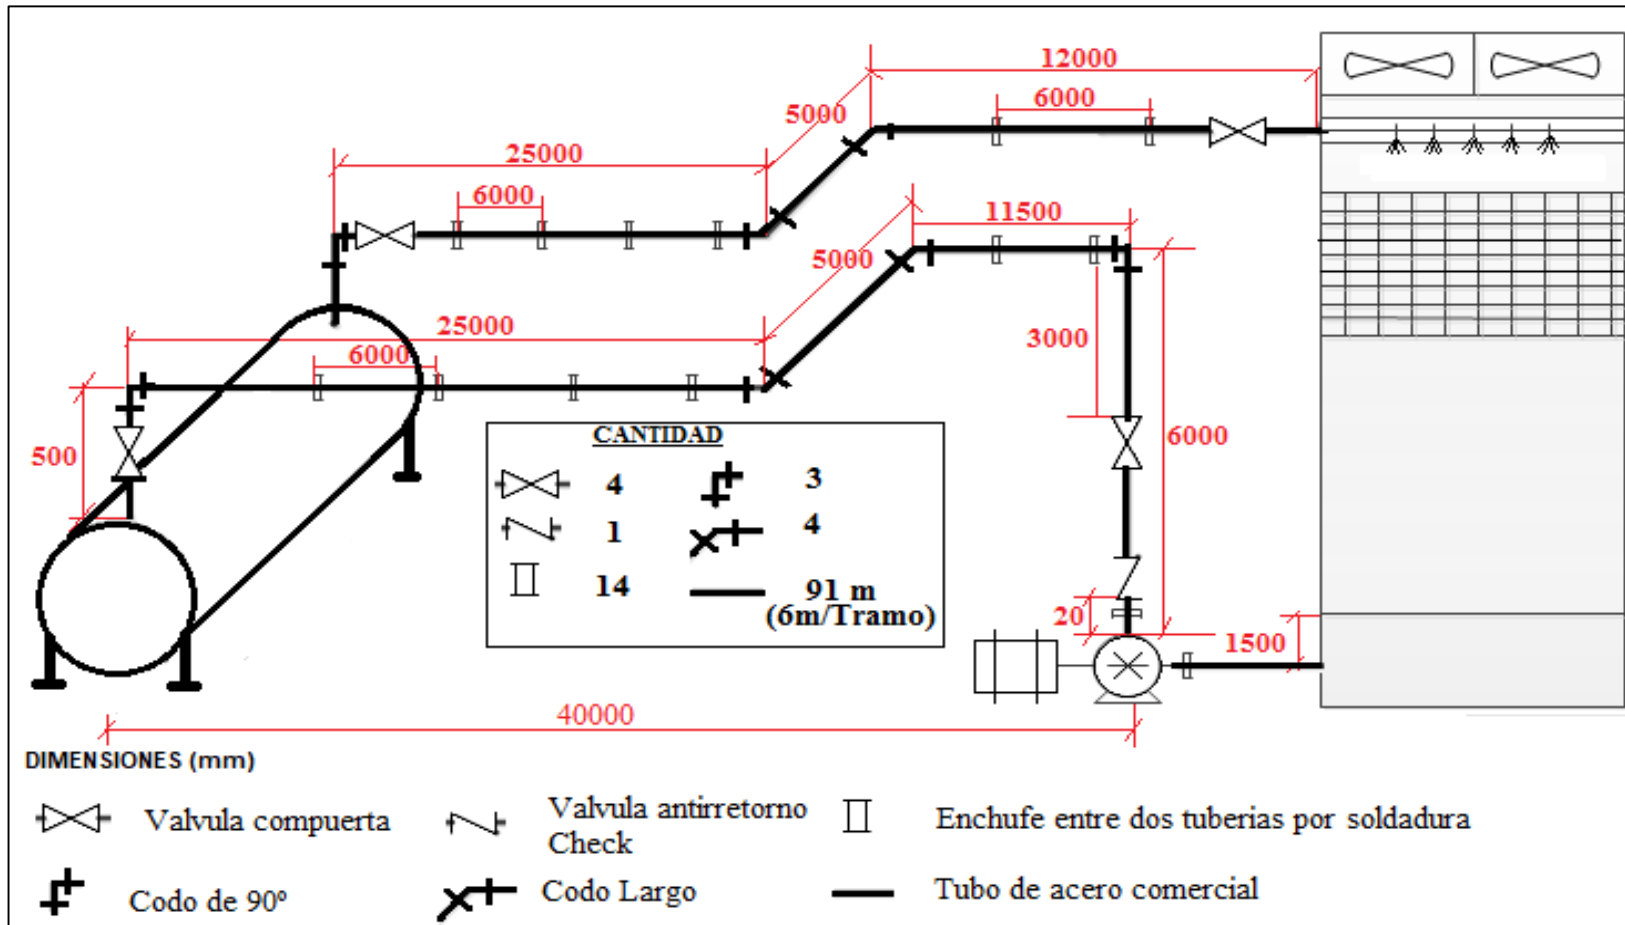 12000
5000
6000
25000
6000
11500
5000
25000
6000
3000
500
6000
CANTIDAD
4 3
1 4
14 91 m
(6m/Tramo)
20
1500
40000
DIMENSIONES (mm)
Valvula compuerta
Valvula antirretorno
Check
Enchufe entre dos tuberias por soldadura
Codo de 90º
Codo Largo
Tubo de acero comercial